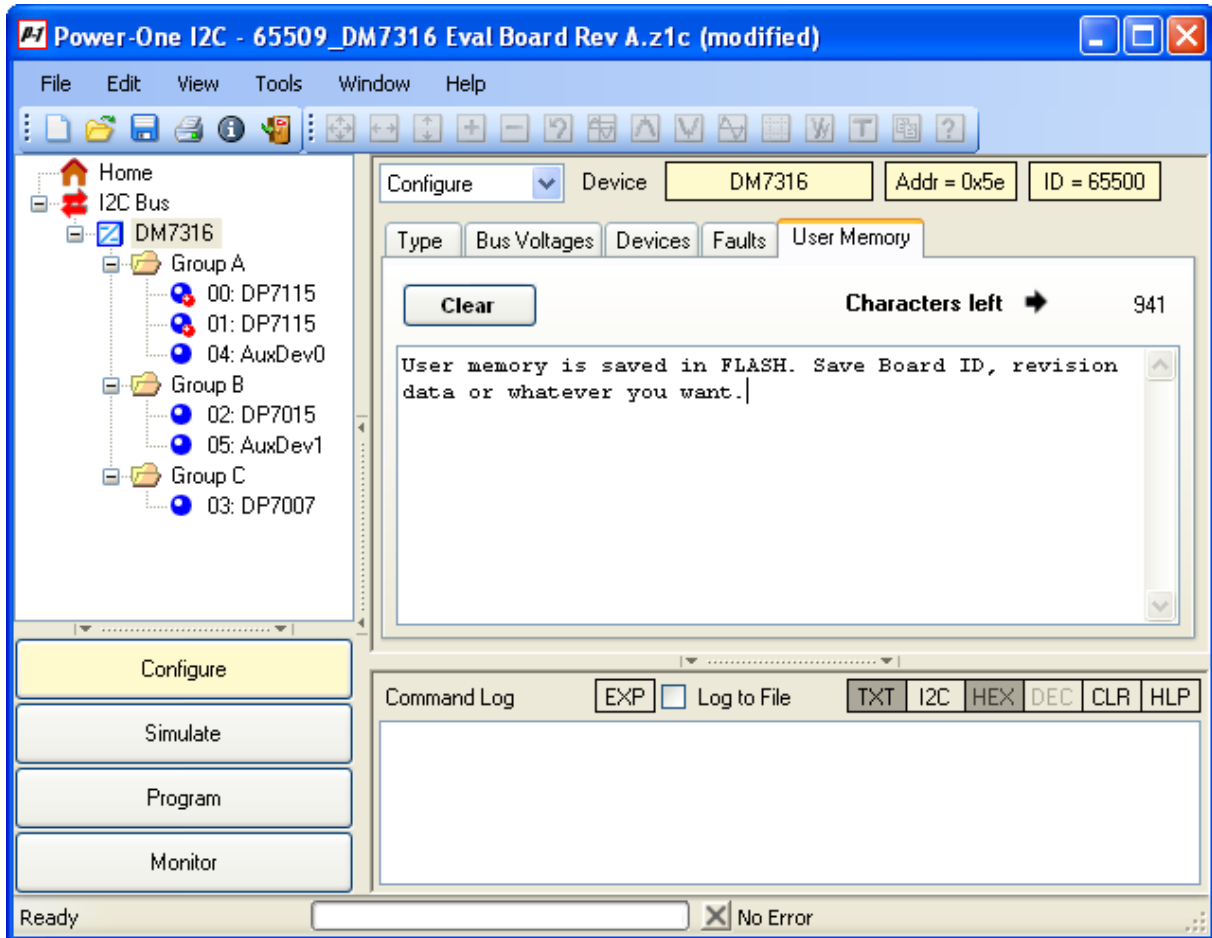 Power-One I2C - 65509_DM7316 Eval Board Rev A.z1c (modified)
File Edit View Tools Window Help
Home
I2C Bus
DM7316
Group A
00: DP7115
01: DP7115
04: AuxDev0
Group B
02: DP7015
05: AuxDev1
Group C
03: DP7007
Configure
Simulate
Program
Monitor
Configure Device DM7316 Addr = 0x5e ID = 65500
Type Bus Voltages Devices Faults User Memory
Clear Characters left 941
User memory is saved in FLASH. Save Board ID, revision
data or whatever you want.
Command Log EXP Log to File TXT I2C HEX DEC CLR HLP
Ready No Error